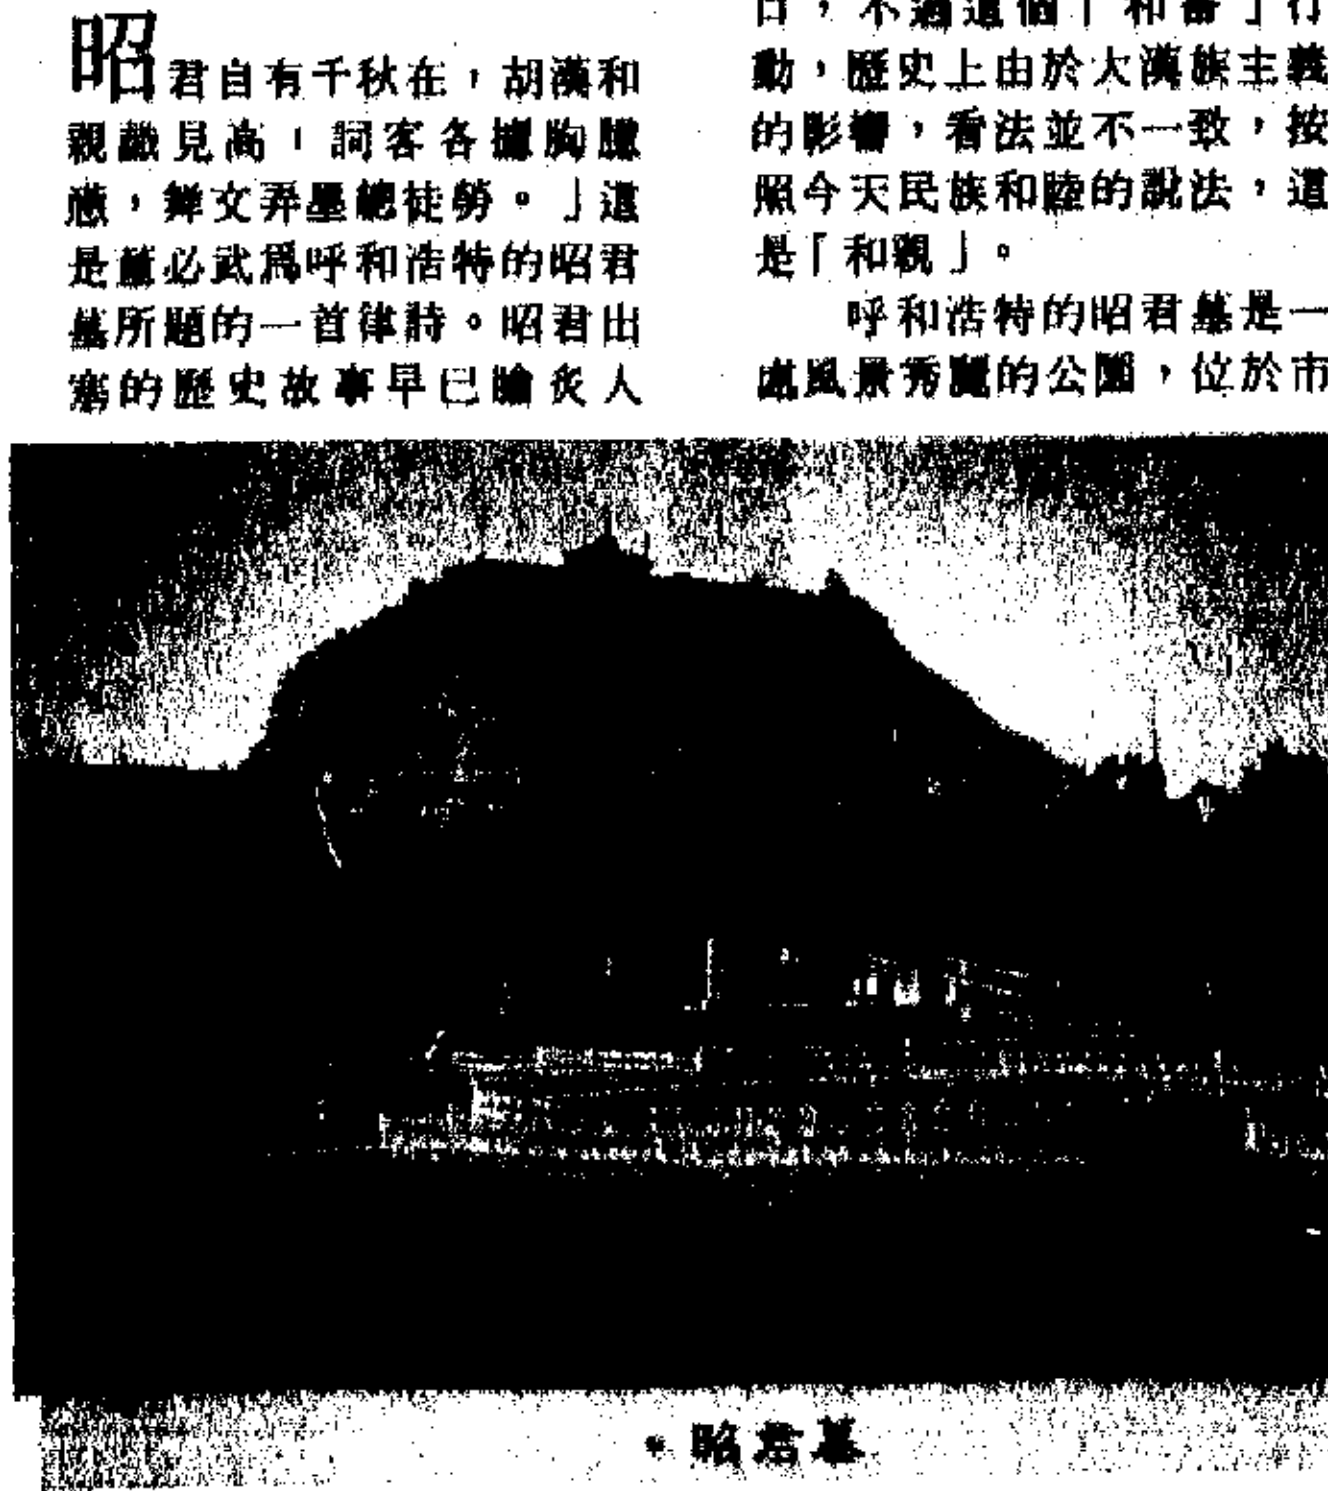 昭君自有千秋在，胡漢和
親識見高，詞客各攄胸臆
懣，舞文弄墨總徒勞。」這
是董必武爲呼和浩特的昭君
墓所題的一首律詩。昭君出
塞的歷史故事早已膾炙人
日，不過這個「和番」行
動，歷史上由於大漢族主義
的影響，看法並不一致，按
照今天民族和睦的說法，這
是「和親」。
呼和浩特的昭君墓是一
處風景秀麗的公園，位於市
• 昭君墓